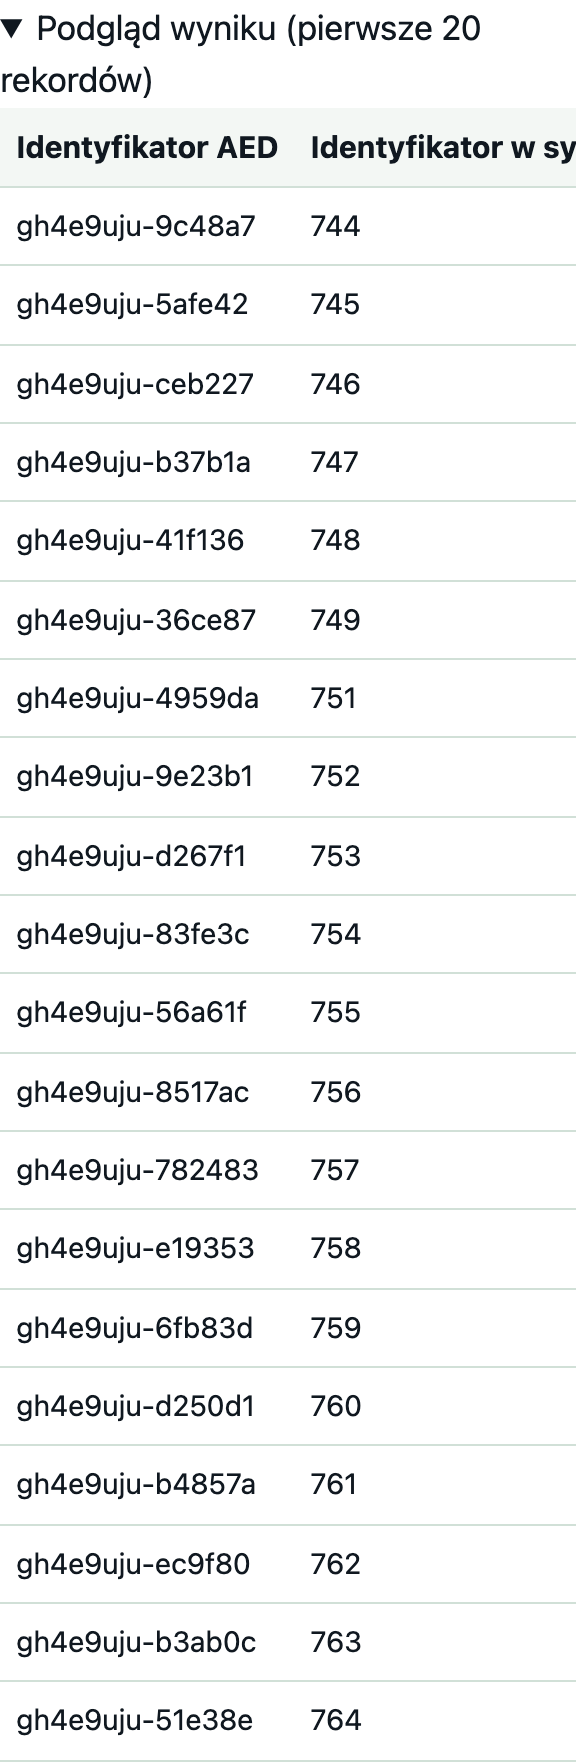 ▼ Podgląd wyniku (pierwsze 20
rekordów)
Identyfikator AED Identyfikator w sy
gh4e9uju-9c48a7 744
gh4e9uju-5afe42 745
gh4e9uju-ceb227 746
gh4e9uju-b37b1a 747
gh4e9uju-41f136 748
gh4e9uju-36ce87 749
gh4e9uju-4959da 751
gh4e9uju-9e23b1 752
gh4e9uju-d267f1 753
gh4e9uju-83fe3c 754
gh4e9uju-56a61f 755
gh4e9uju-8517ac 756
gh4e9uju-782483 757
gh4e9uju-e19353 758
gh4e9uju-6fb83d 759
gh4e9uju-d250d1 760
gh4e9uju-b4857a 761
gh4e9uju-ec9f80 762
gh4e9uju-b3ab0c 763
gh4e9uju-51e38e 764